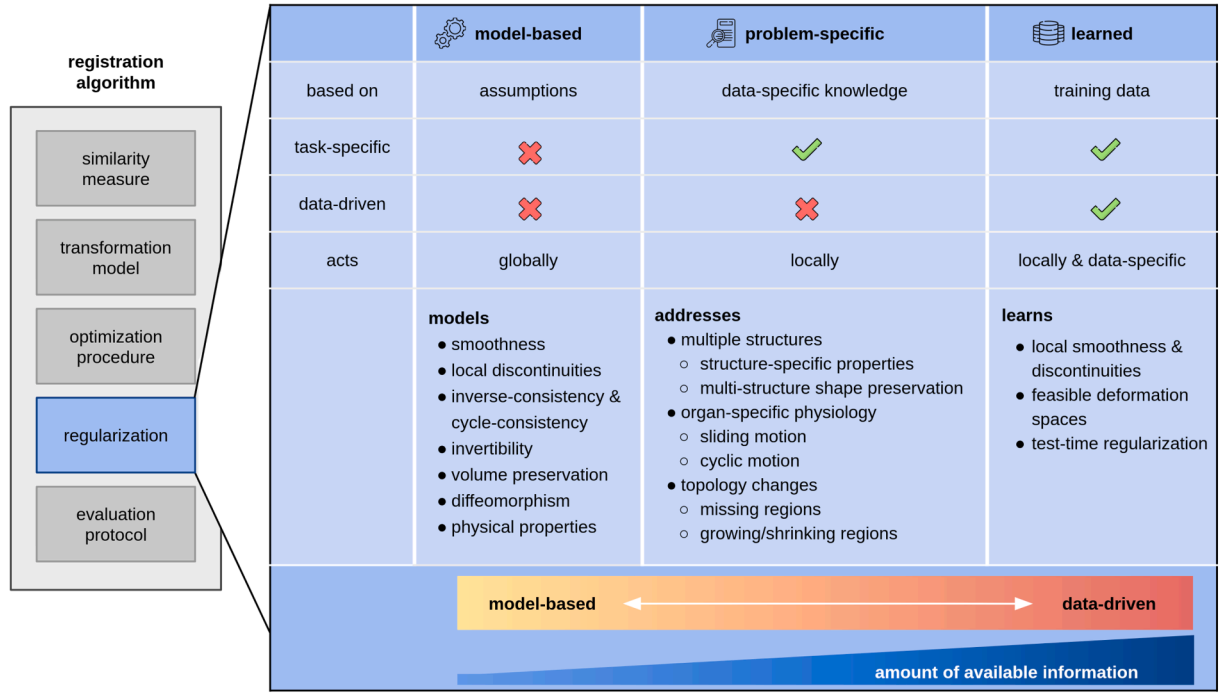 registration
algorithm
similarity
measure
transformation
model
optimization
procedure
regularization
evaluation
protocol
model-based
problem-specific
learned
based on
assumptions
data-specific knowledge
training data
task-specific
data-driven
acts
globally
locally
locally & data-specific
models
● smoothness
● local discontinuities
● inverse-consistency &
cycle-consistency
● invertibility
● volume preservation
● diffeomorphism
● physical properties
addresses
● multiple structures
○ structure-specific properties
○ multi-structure shape preservation
● organ-specific physiology
○ sliding motion
○ cyclic motion
● topology changes
○ missing regions
○ growing/shrinking regions
learns
● local smoothness &
discontinuities
● feasible deformation
spaces
● test-time regularization
model-based
data-driven
amount of available information